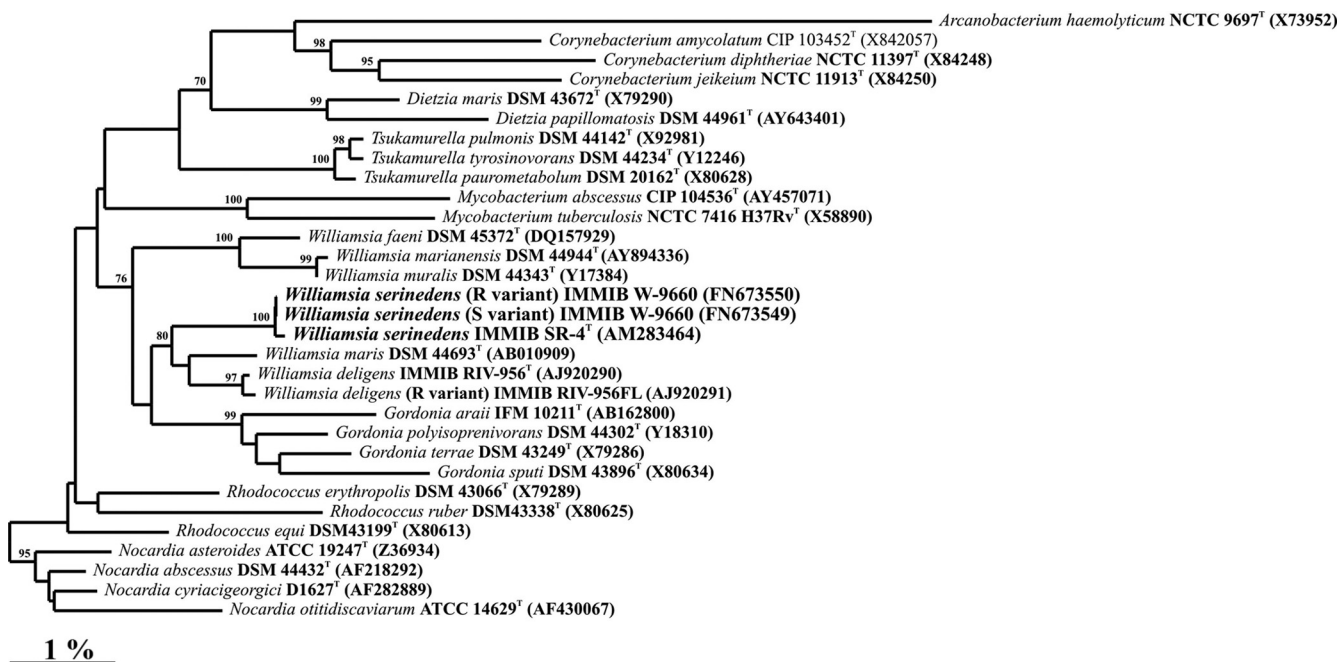 Arcanobacterium haemolyticum NCTC 9697T (X73952)
98
Corynebacterium amycolatum CIP 103452T (X842057)
Corynebacterium diphtheriae NCTC 11397T (X84248)
95
70
Corynebacterium jeikeium NCTC 11913T (X84250)
99
Dietzia maris DSM 43672T (X79290)
Dietzia papillomatosis DSM 44961T (AY643401)
98
Tsukamurella pulmonis DSM 44142T (X92981)
100
Tsukamurella tyrosinovorans DSM 44234T (Y12246)
Tsukamurella paurometabolum DSM 20162T (X80628)
100
Mycobacterium abscessus CIP 104536T (AY457071)
Mycobacterium tuberculosis NCTC 7416 H37RvT (X58890)
100
Williamsia faeni DSM 45372T (DQ157929)
99
Williamsia marianensis DSM 44944T (AY894336)
76
Williamsia muralis DSM 44343T (Y17384)
Williamsia serinedens (R variant) IMMIB W-9660 (FN673550)
100
Williamsia serinedens (S variant) IMMIB W-9660 (FN673549)
80
Williamsia serinedens IMMIB SR-4T (AM283464)
Williamsia maris DSM 44693T (AB010909)
97
Williamsia deligens IMMIB RIV-956T (AJ920290)
Williamsia deligens (R variant) IMMIB RIV-956FL (AJ920291)
99
Gordonia araii IFM 10211T (AB162800)
Gordonia polyisoprenivorans DSM 44302T (Y18310)
Gordonia terrae DSM 43249T (X79286)
Gordonia sputi DSM 43896T (X80634)
Rhodococcus erythropolis DSM 43066T (X79289)
Rhodococcus ruber DSM43338T (X80625)
Rhodococcus equi DSM43199T (X80613)
95
Nocardia asteroides ATCC 19247T (Z36934)
Nocardia abscessus DSM 44432T (AF218292)
Nocardia cyriacigeorgici D1627T (AF282889)
Nocardia otitidiscaviarum ATCC 14629T (AF430067)
1 %